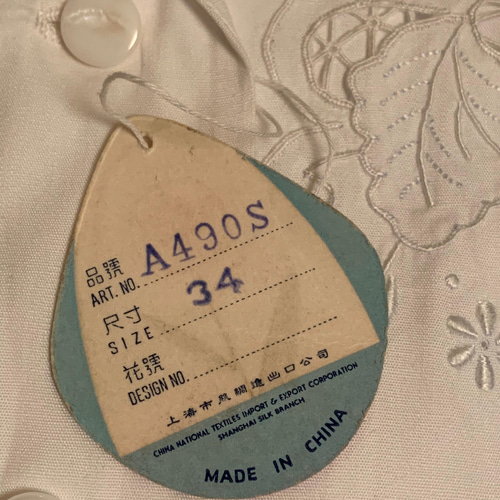 品號
ART. NO. A490S
尺寸
SIZE 34
花號
DESIGN NO.
上海市絲綢進出口公司
CHINA NATIONAL TEXTILES IMPORT & EXPORT CORPORATION
SHANGHAI SILK BRANCH
MADE IN CHINA